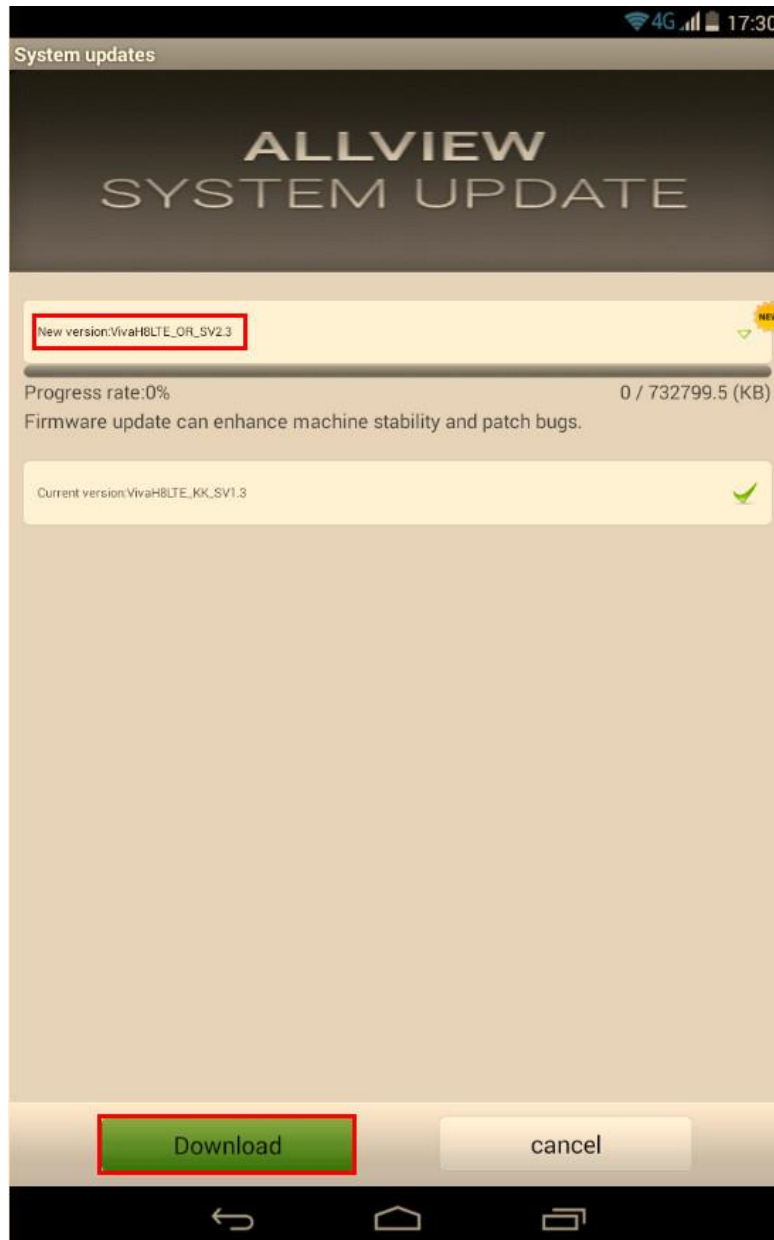 4G 17:30
System updates
ALLVIEW
SYSTEM UPDATE
New version:VivaH8LTE_OR_SV2.3
NEW
Progress rate:0% 0 / 732799.5 (KB)
Firmware update can enhance machine stability and patch bugs.
Current version:VivaH8LTE_KK_SV1.3
Download cancel